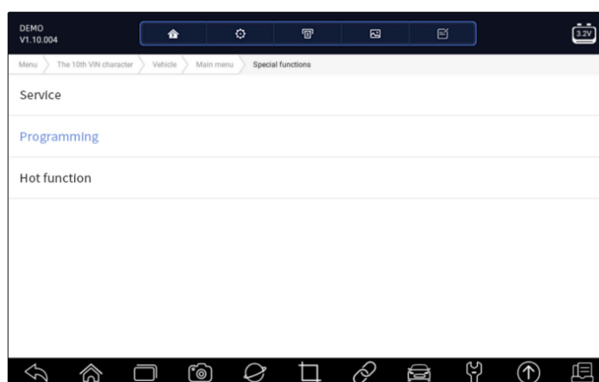 DEMO
V1.10.004
3.2V
Menu The 10th VIN character Vehicle Main menu Special functions
Service
Programming
Hot function